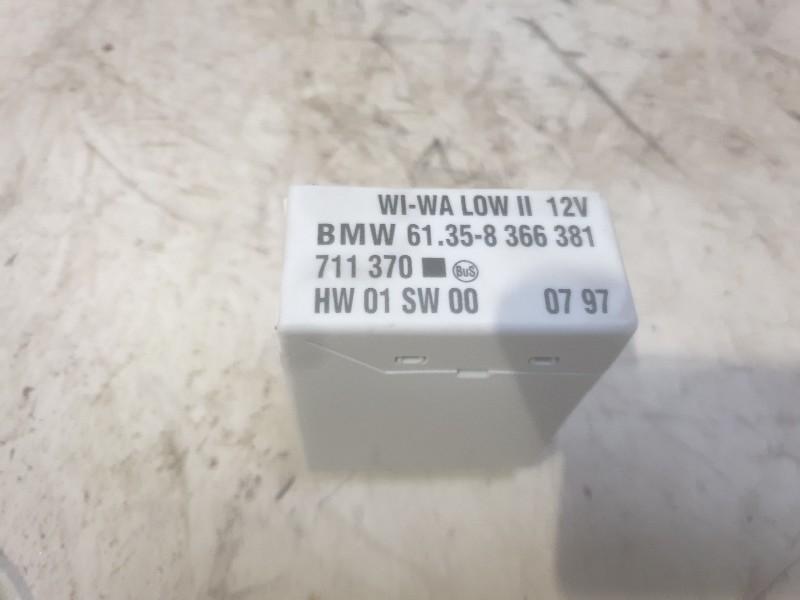 WI-WA LOW II 12V
BMW 61.35-8 366 381
711 370 BuS
HW 01 SW 00 07 97